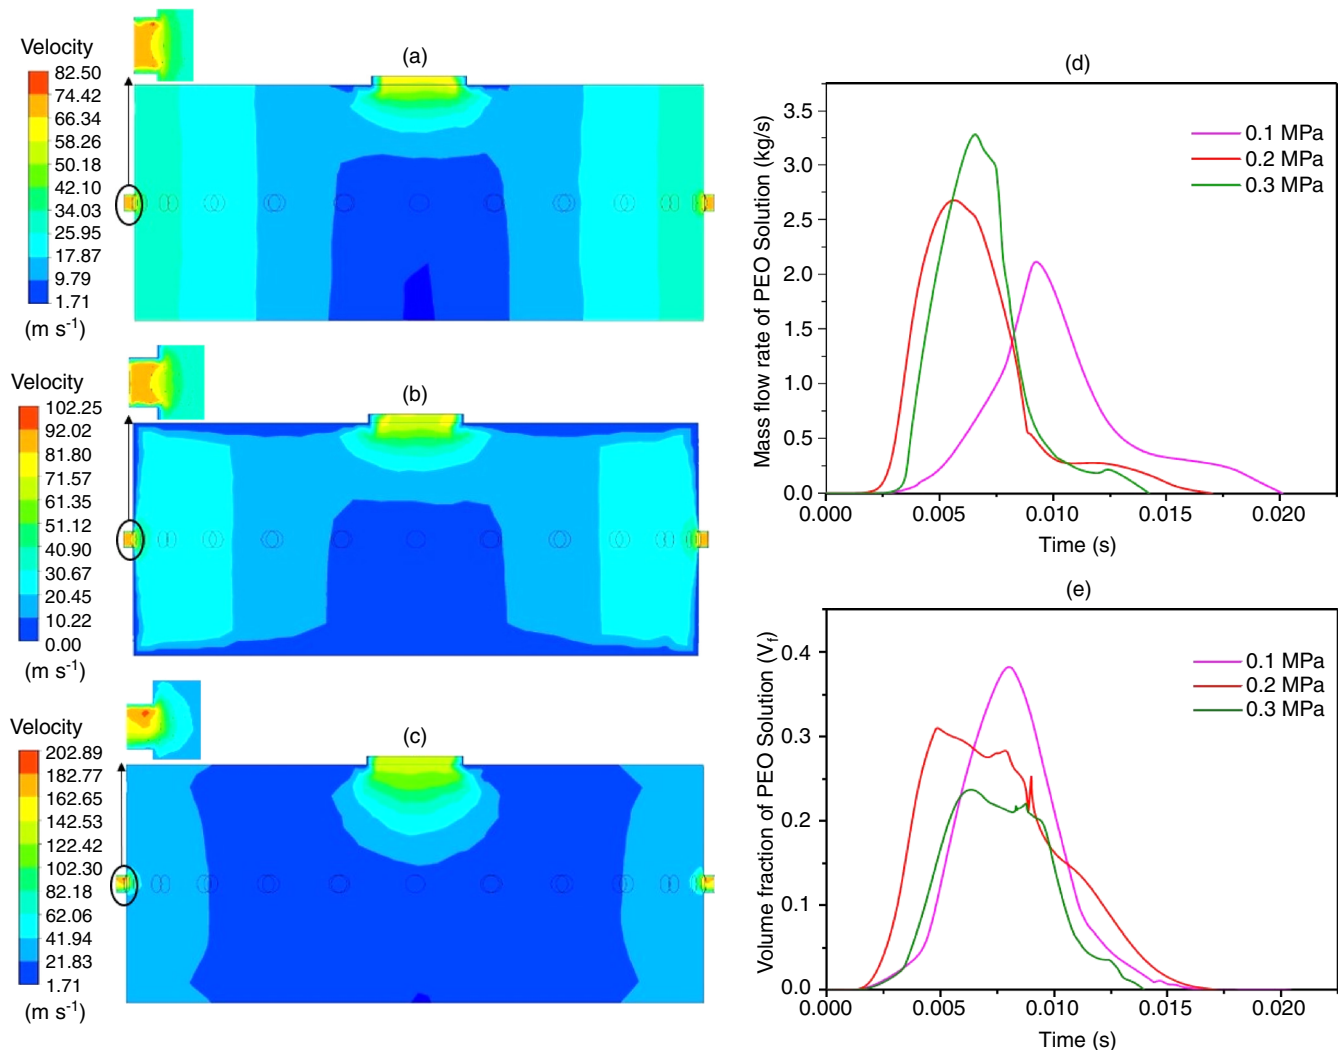 (a)
Velocity
82.50
74.42
66.34
58.26
50.18
42.10
34.03
25.95
17.87
9.79
1.71
(m s⁻¹)
(b)
Velocity
102.25
92.02
81.80
71.57
61.35
51.12
40.90
30.67
20.45
10.22
0.00
(m s⁻¹)
(c)
Velocity
202.89
182.77
162.65
142.53
122.42
102.30
82.18
62.06
41.94
21.83
1.71
(m s⁻¹)
(d)
Mass flow rate of PEO Solution (kg/s)
3.5
3.0
2.5
2.0
1.5
1.0
0.5
0.0
0.1 MPa
0.2 MPa
0.3 MPa
0.000 0.005 0.010 0.015 0.020
Time (s)
(e)
Volume fraction of PEO Solution (V_f)
0.4
0.3
0.2
0.1
0.0
0.1 MPa
0.2 MPa
0.3 MPa
0.000 0.005 0.010 0.015 0.020
Time (s)